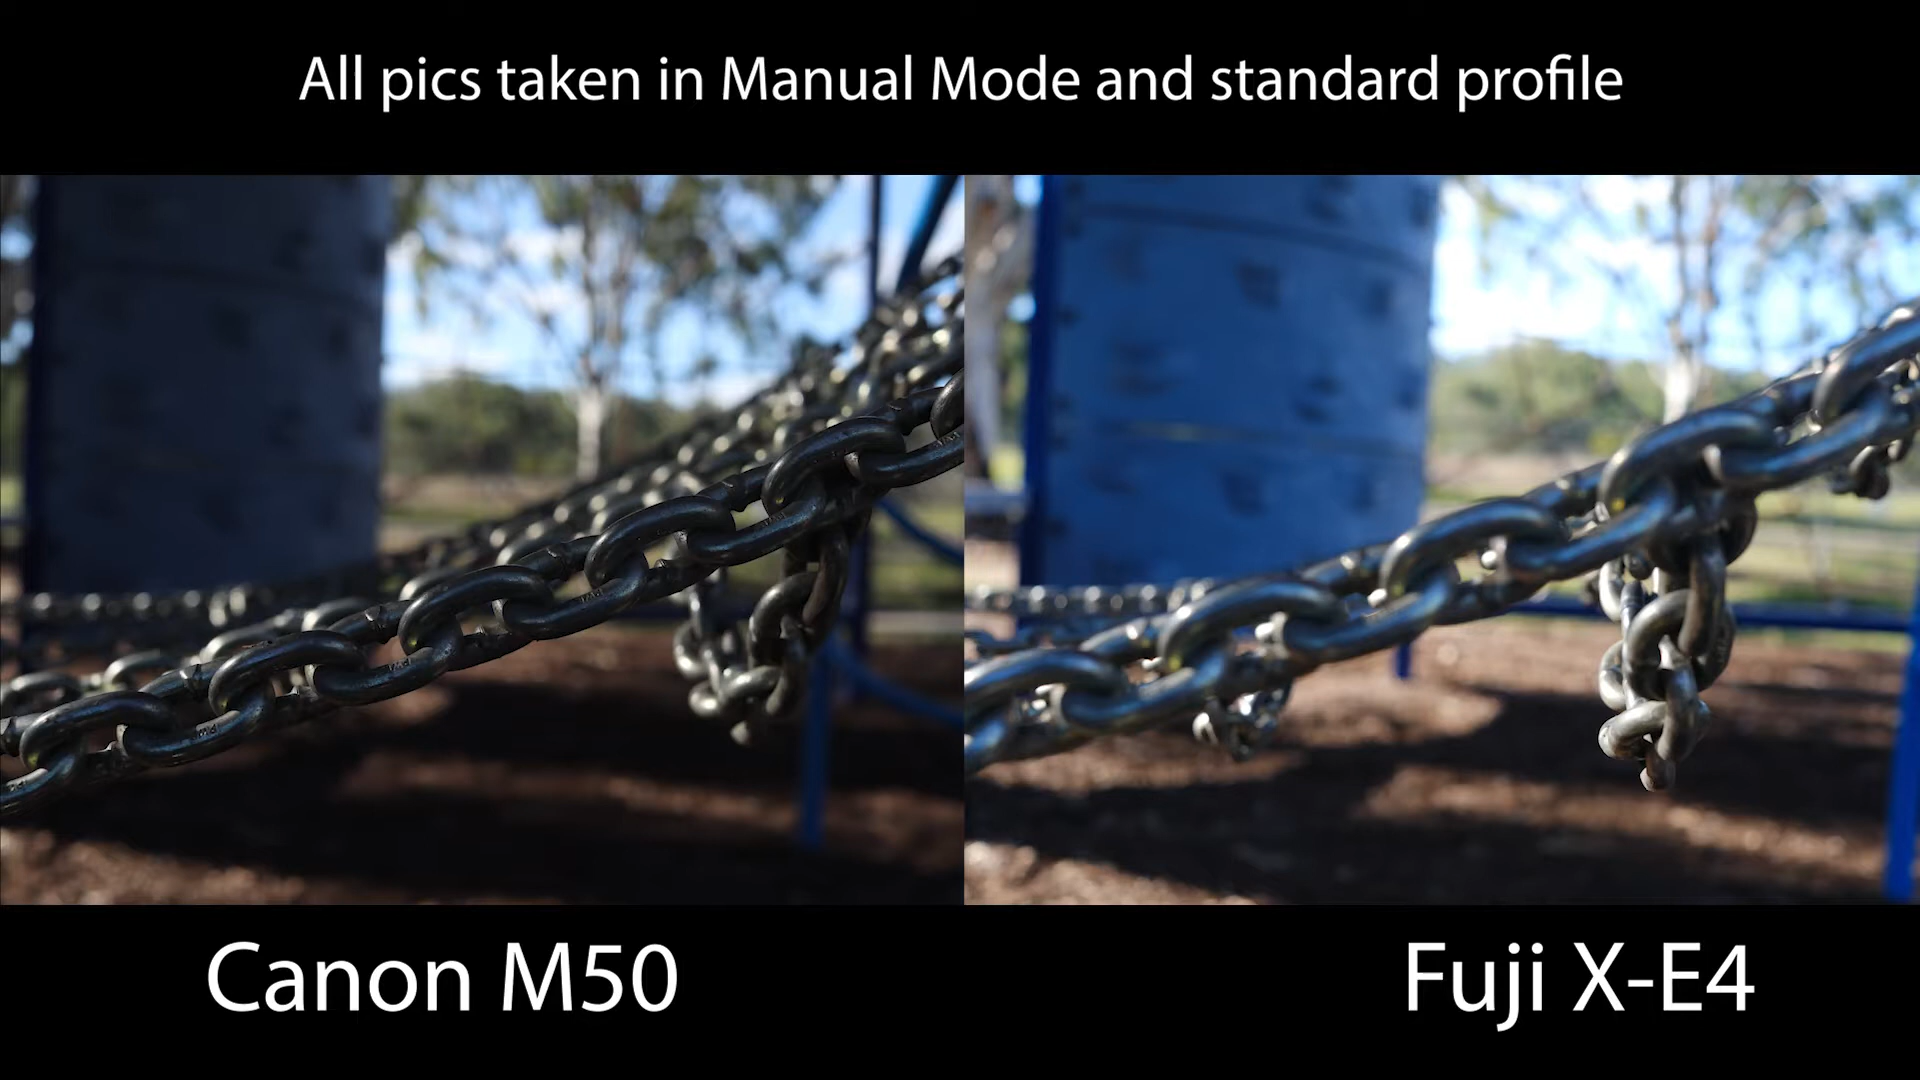 All pics taken in Manual Mode and standard profile
Canon M50
Fuji X-E4